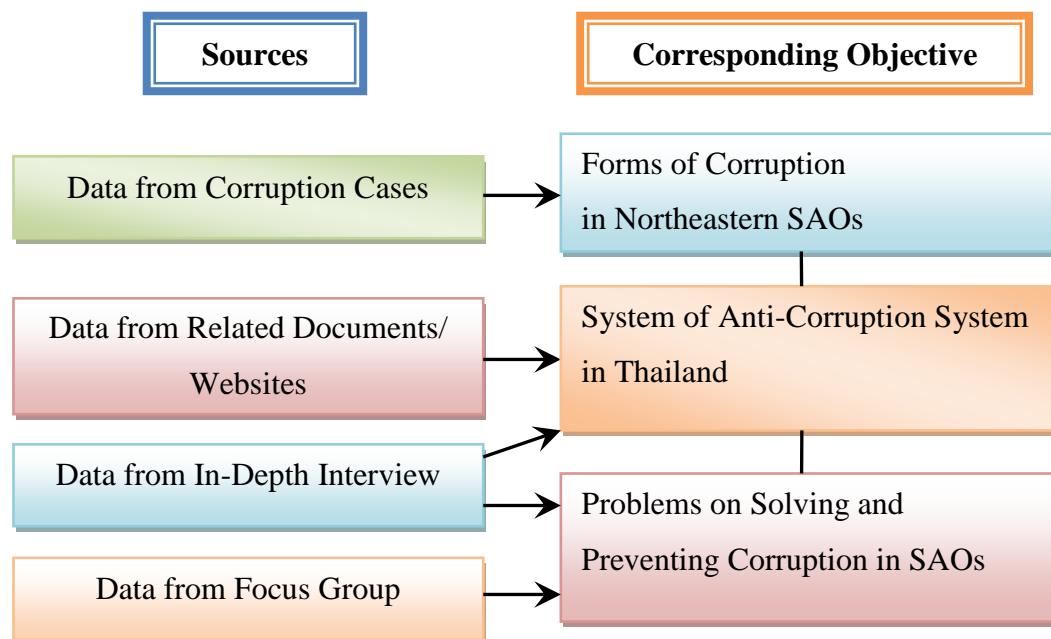 Sources
Corresponding Objective
Data from Corruption Cases
Forms of Corruption
in Northeastern SAOs
Data from Related Documents/
Websites
System of Anti-Corruption System
in Thailand
Data from In-Depth Interview
Problems on Solving and
Preventing Corruption in SAOs
Data from Focus Group